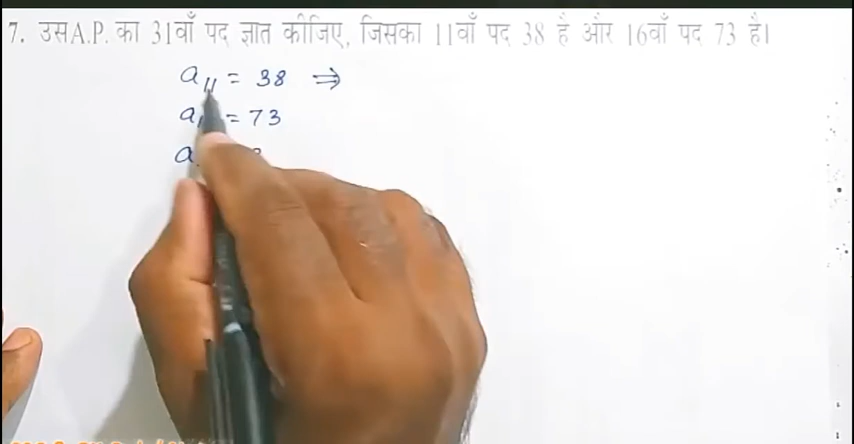 7. उसA.P. का 31वाँ पद ज्ञात कीजिए, जिसका 11वाँ पद 38 है और 16वाँ पद 73 है।
a₁₁ = 38 ⇒
= 73